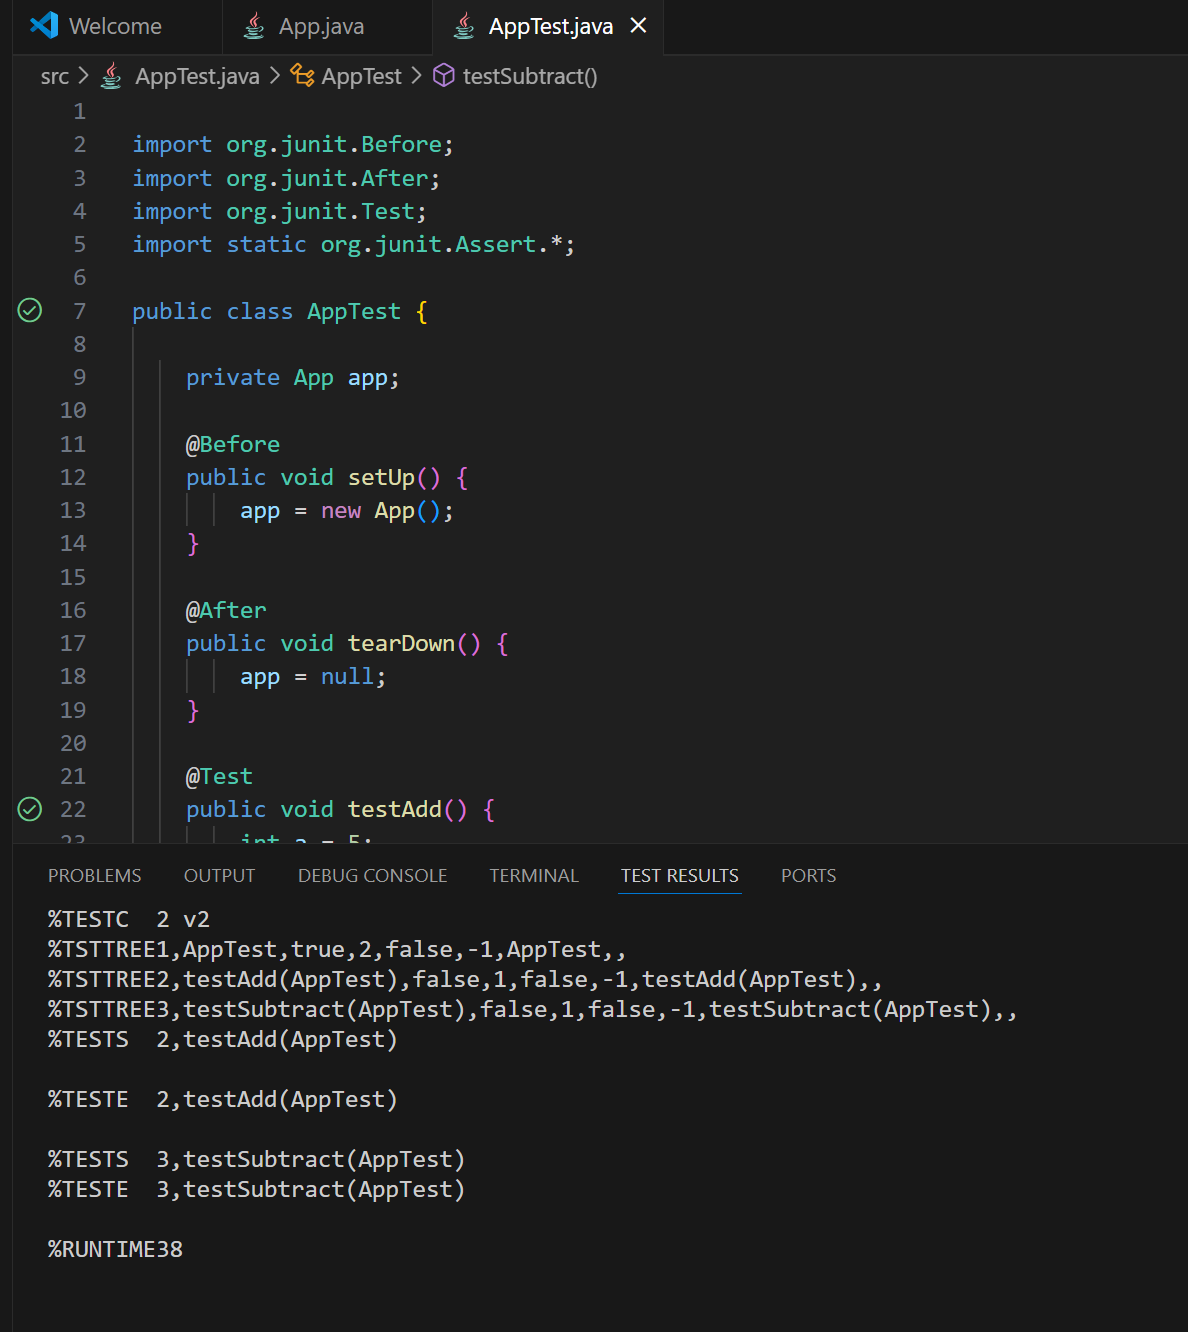 Welcome App.java AppTest.java
src > AppTest.java > AppTest > testSubtract()
1
2 import org.junit.Before;
3 import org.junit.After;
4 import org.junit.Test;
5 import static org.junit.Assert.*;
6
7 public class AppTest {
8
9 private App app;
10
11 @Before
12 public void setUp() {
13 app = new App();
14 }
15
16 @After
17 public void tearDown() {
18 app = null;
19 }
20
21 @Test
22 public void testAdd() {
23 int a = 5;
PROBLEMS OUTPUT DEBUG CONSOLE TERMINAL TEST RESULTS PORTS
%TESTC  2 v2
%TSTTREE1,AppTest,true,2,false,-1,AppTest,,
%TSTTREE2,testAdd(AppTest),false,1,false,-1,testAdd(AppTest),,
%TSTTREE3,testSubtract(AppTest),false,1,false,-1,testSubtract(AppTest),,
%TESTS  2,testAdd(AppTest)
%TESTE  2,testAdd(AppTest)
%TESTS  3,testSubtract(AppTest)
%TESTE  3,testSubtract(AppTest)
%RUNTIME38